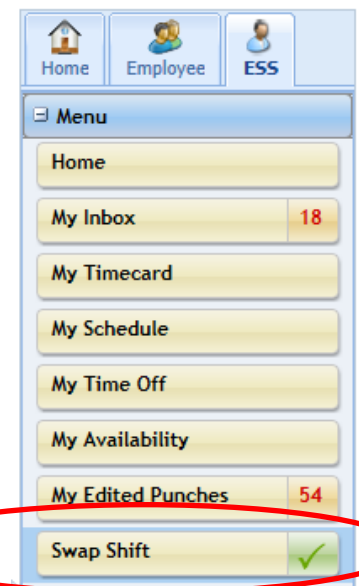 Home Employee ESS
Menu
Home
My Inbox 18
My Timecard
My Schedule
My Time Off
My Availability
My Edited Punches 54
Swap Shift